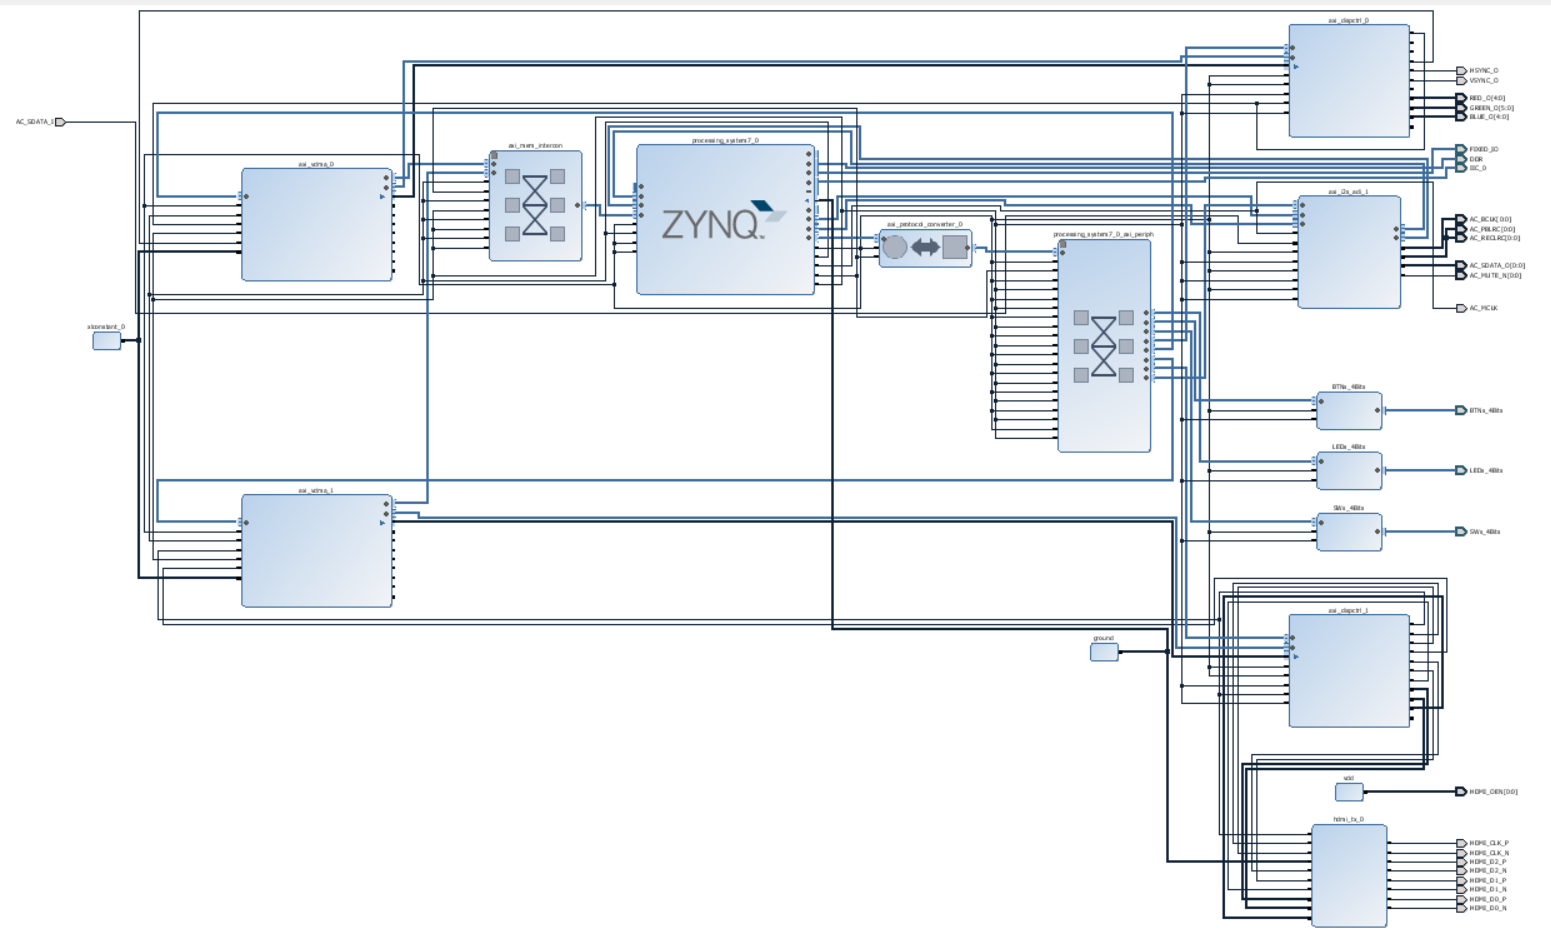 axi_dispctrl_0
HSYNC_O
VSYNC_O
RED_O[4:0]
GREEN_O[5:0]
BLUE_O[4:0]
AC_SDATA_I
processing_system7_0
axi_mem_intercon
FIXED_IO
DDR
IIC_0
axi_vdma_0
axi_i2s_adi_1
ZYNQ
AC_BCLK[0:0]
axi_protocol_converter_0
AC_PBLRC[0:0]
processing_system7_0_axi_periph
AC_RECLRC[0:0]
AC_SDATA_O[0:0]
AC_MUTE_N[0:0]
AC_MCLK
xlconstant_0
BTNs_4Bits
BTNs_4Bits
LEDs_4Bits
LEDs_4Bits
axi_vdma_1
SWs_4Bits
SWs_4Bits
axi_dispctrl_1
ground
vdd
HDMI_OEN[0:0]
hdmi_tx_0
HDMI_CLK_P
HDMI_CLK_N
HDMI_D2_P
HDMI_D2_N
HDMI_D1_P
HDMI_D1_N
HDMI_D0_P
HDMI_D0_N